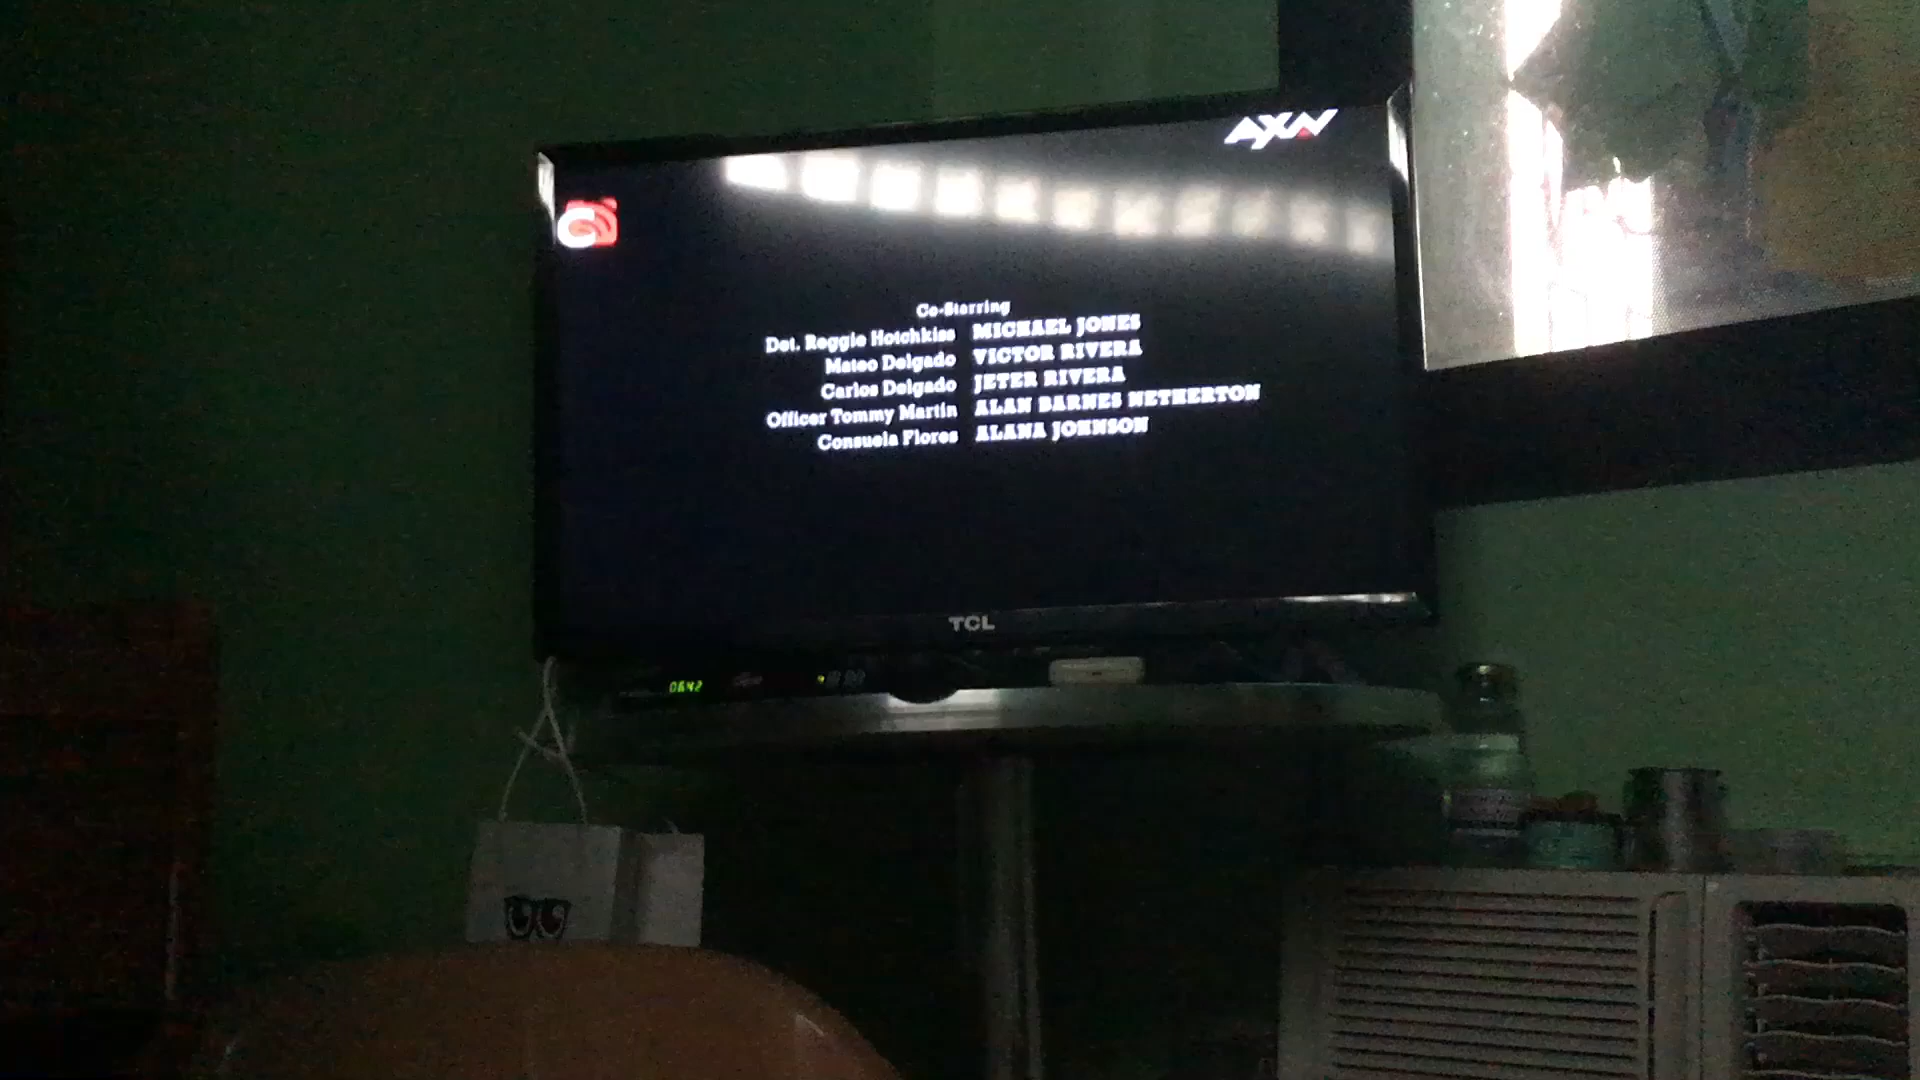 AXN
Co-Starring
Det. Reggie Hotchkiss MICHAEL JONES
Mateo Delgado VICTOR RIVERA
Carlos Delgado JETER RIVERA
Officer Tommy Martin ALAN BARNES NETHERTON
Consuela Flores ALANA JOHNSON
TCL
0642